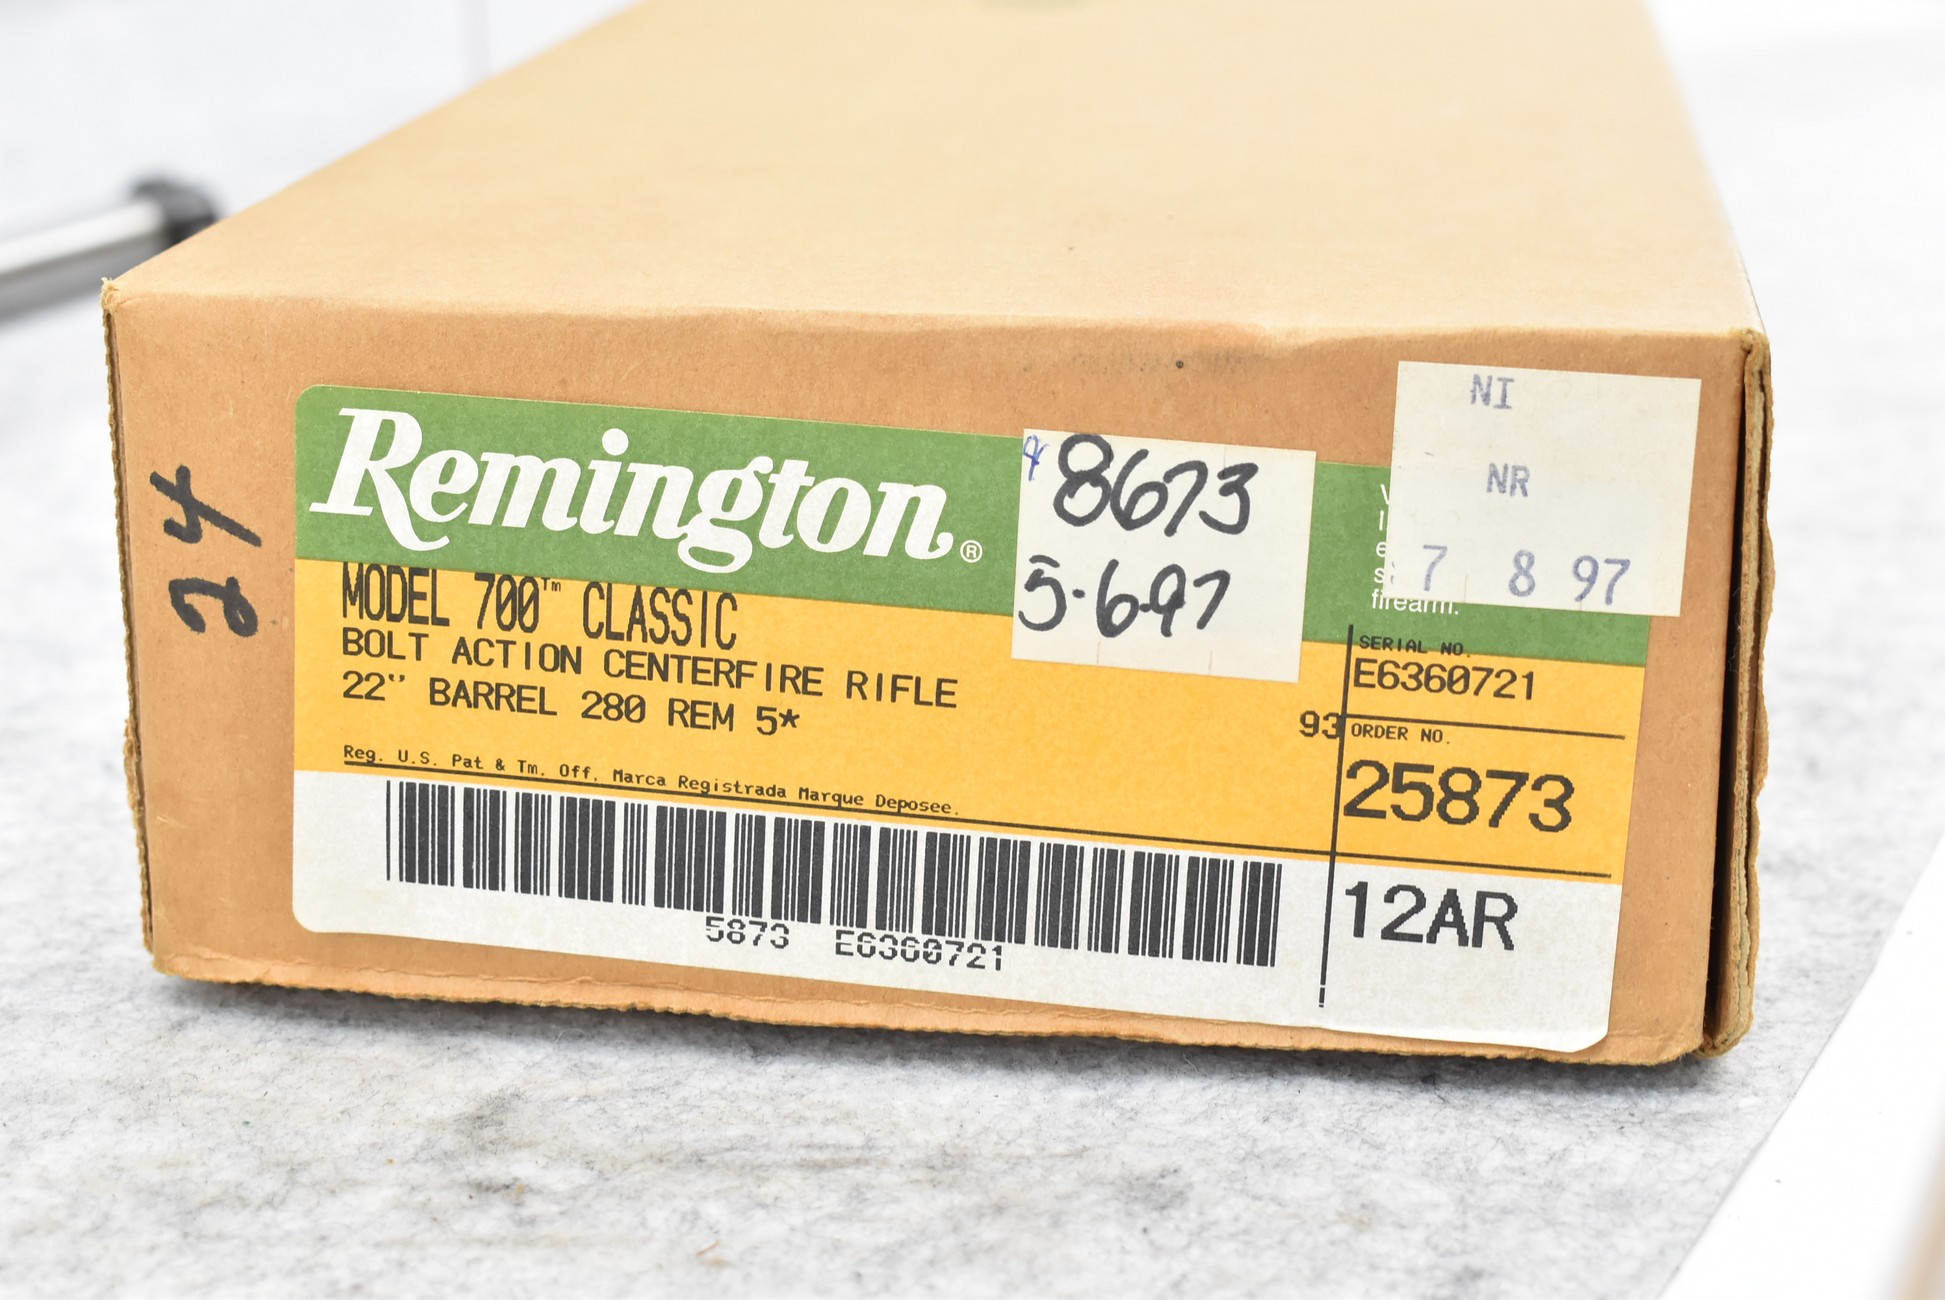 24
Remington®
MODEL 700™ CLASSIC
BOLT ACTION CENTERFIRE RIFLE
22" BARREL 280 REM 5*
Reg. U.S. Pat & Tm. Off. Marca Registrada Marque Deposee.
5873 E6360721
8673
5-6-97
NI
NR
7 8 97
firearm.
SERIAL NO.
E6360721
93
ORDER NO.
25873
12AR